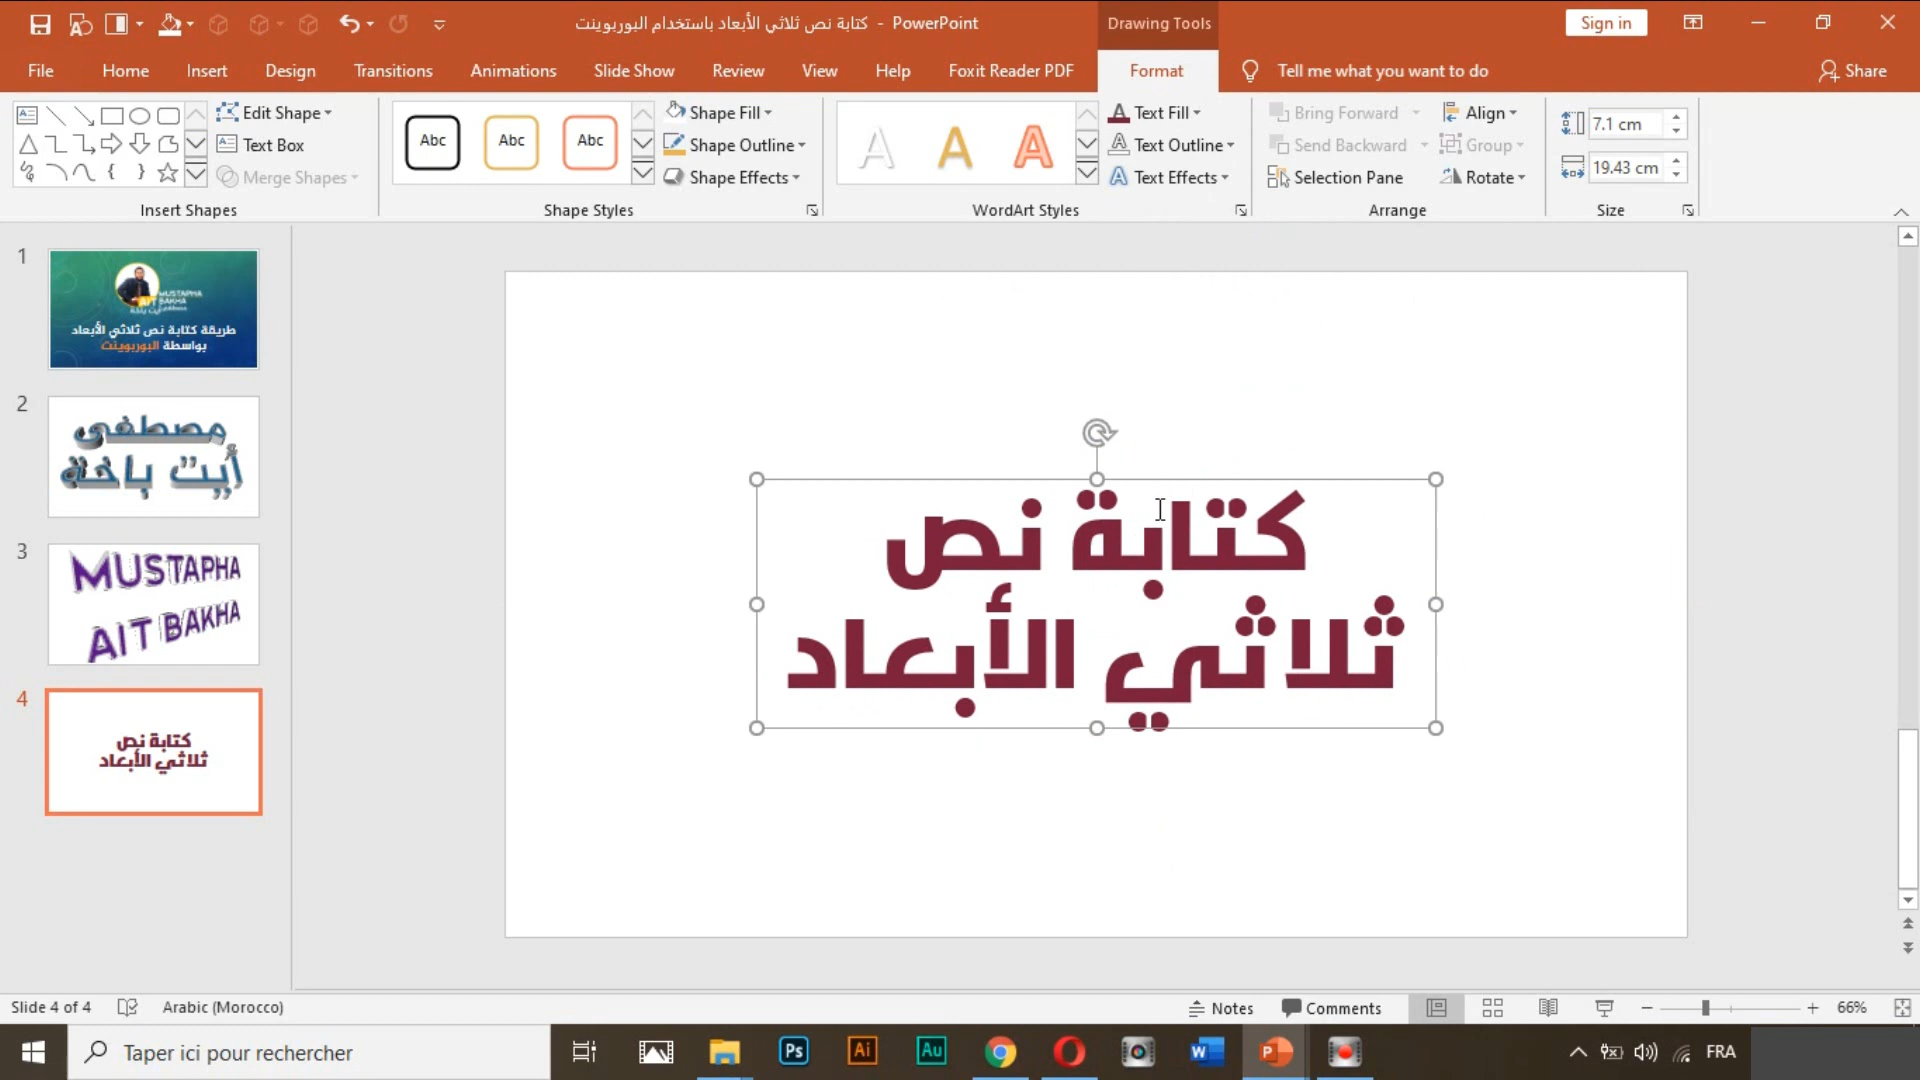 كتابة نص ثلاثي الأبعاد باستخدام البوربوينت - PowerPoint
Drawing Tools
Sign in
File
Home
Insert
Design
Transitions
Animations
Slide Show
Review
View
Help
Foxit Reader PDF
Format
Tell me what you want to do
Share
Edit Shape
Text Box
Merge Shapes
Insert Shapes
Abc
Abc
Abc
Shape Fill
Shape Outline
Shape Effects
Shape Styles
A
A
A
Text Fill
Text Outline
Text Effects
WordArt Styles
Bring Forward
Send Backward
Selection Pane
Align
Group
Rotate
Arrange
7.1 cm
19.43 cm
Size
1
MUSTAPHA
AIT BAKHA
طريقة كتابة نص ثلاثي الأبعاد
بواسطة البوربوينت
2
مصطفى
أيت باخة
3
MUSTAPHA
AIT BAKHA
4
كتابة نص
ثلاثي الأبعاد
كتابة نص
ثلاثي الأبعاد
Slide 4 of 4
Arabic (Morocco)
Notes
Comments
66%
Taper ici pour rechercher
Ps
Ai
Au
FRA